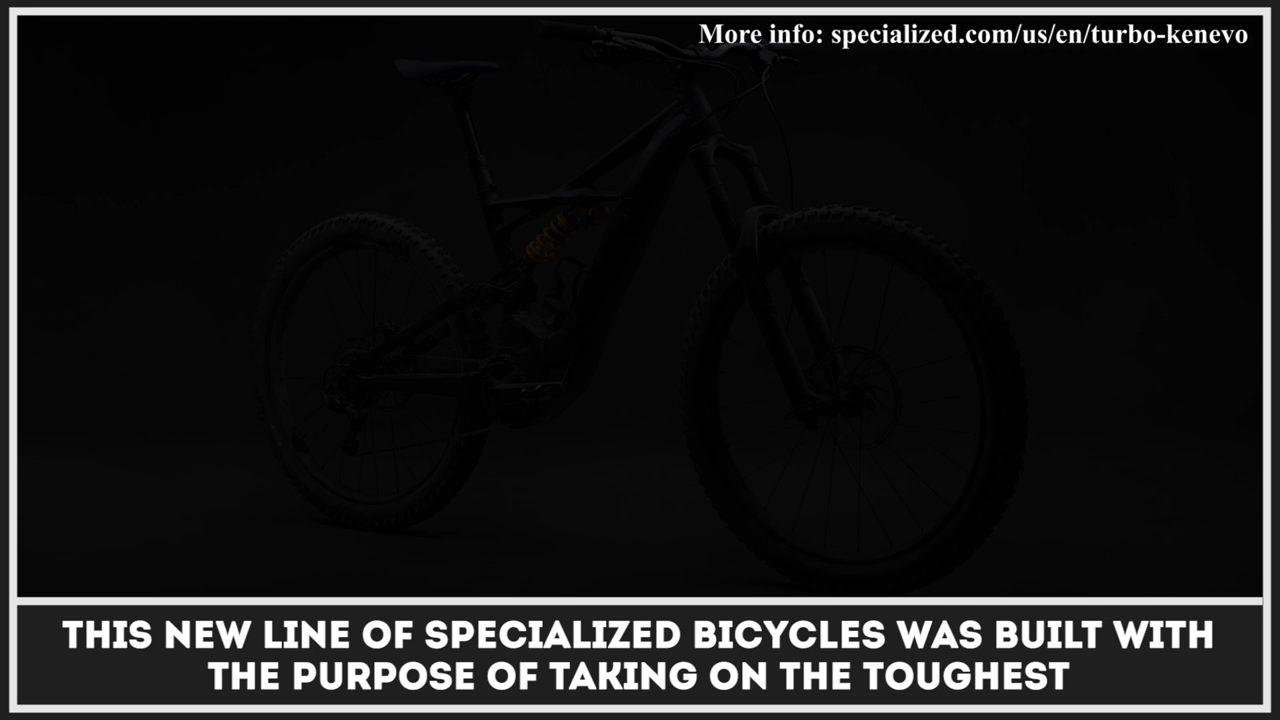 More info: specialized.com/us/en/turbo-kenevo
THIS NEW LINE OF SPECIALIZED BICYCLES WAS BUILT WITH
THE PURPOSE OF TAKING ON THE TOUGHEST